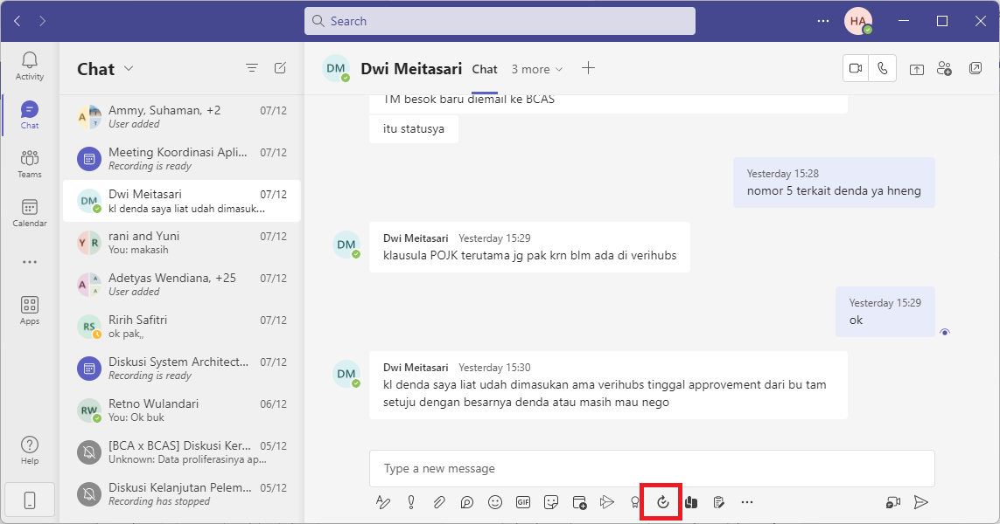 Search
HA
Activity
Chat
Teams
Calendar
Apps
Help
Chat
A
T
Ammy, Suhaman, +2
07/12
User added
Meeting Koordinasi Apli...
07/12
Recording is ready
DM
Dwi Meitasari
07/12
kl denda saya liat udah dimasuk...
Y R
rani and Yuni
07/12
You: makasih
A
A
A
Adetyas Wendiana, +25
07/12
User added
RS
Ririh Safitri
07/12
ok pak,,
Diskusi System Architect...
07/12
Recording is ready
RW
Retno Wulandari
06/12
You: Ok buk
[BCA x BCAS] Diskusi Ker...
05/12
Unknown: Data proliferasinya ap...
Diskusi Kelanjutan Pelem...
05/12
Recording has stopped
DM
Dwi Meitasari
Chat
3 more
TM besok baru diemail ke BCAS
itu statusya
Yesterday 15:28
nomor 5 terkait denda ya hneng
DM
Dwi Meitasari Yesterday 15:29
klausula POJK terutama jg pak krn blm ada di verihubs
Yesterday 15:29
ok
DM
Dwi Meitasari Yesterday 15:30
kl denda saya liat udah dimasukan ama verihubs tinggal approvement dari bu tam
setuju dengan besarnya denda atau masih mau nego
Type a new message
GIF